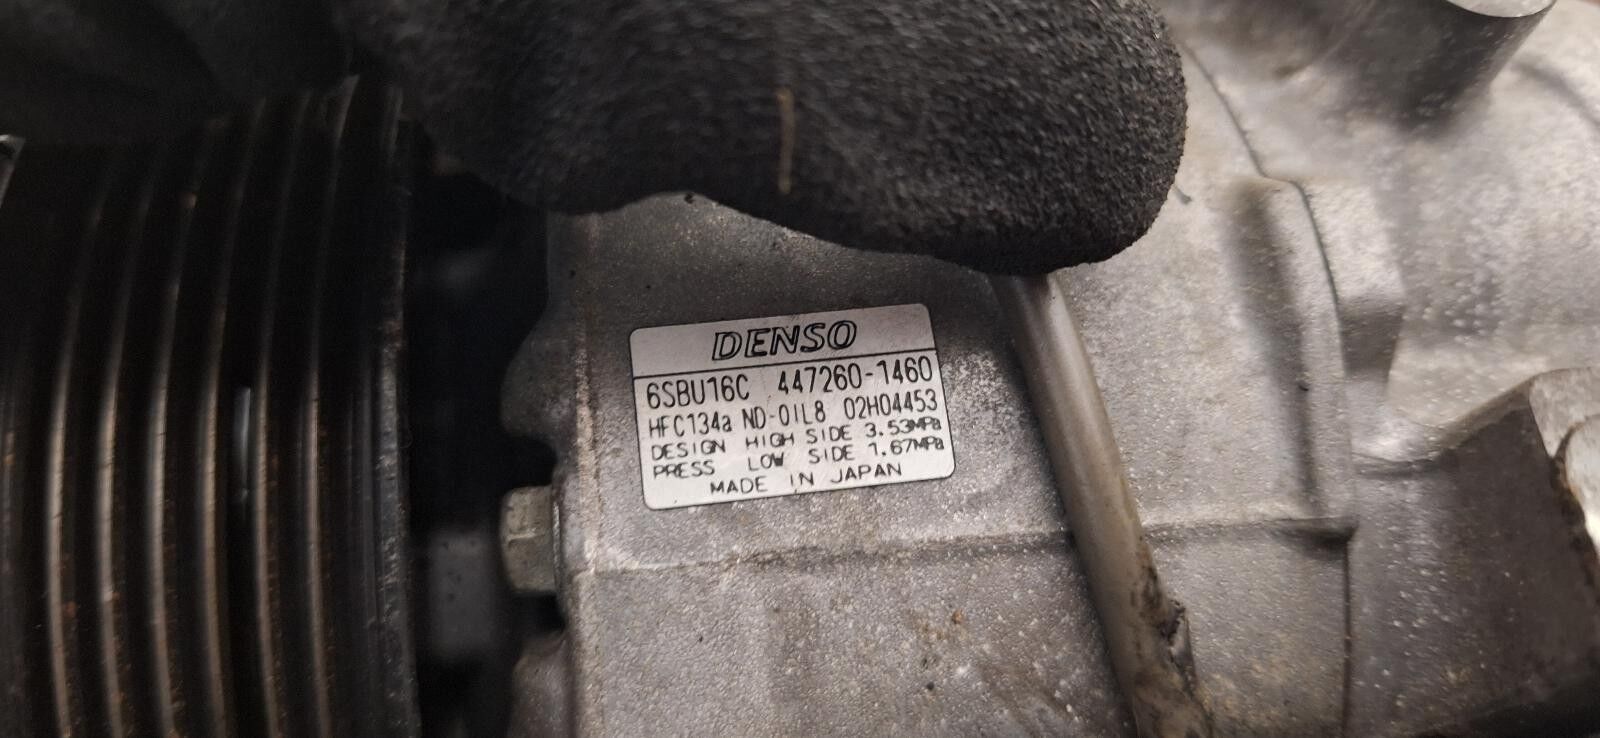 DENSO
6SBU16C 447260-1460
HFC134a ND-OIL8 02H04453
DESIGN HIGH SIDE 3.53MPa
PRESS LOW SIDE 1.67MPa
MADE IN JAPAN